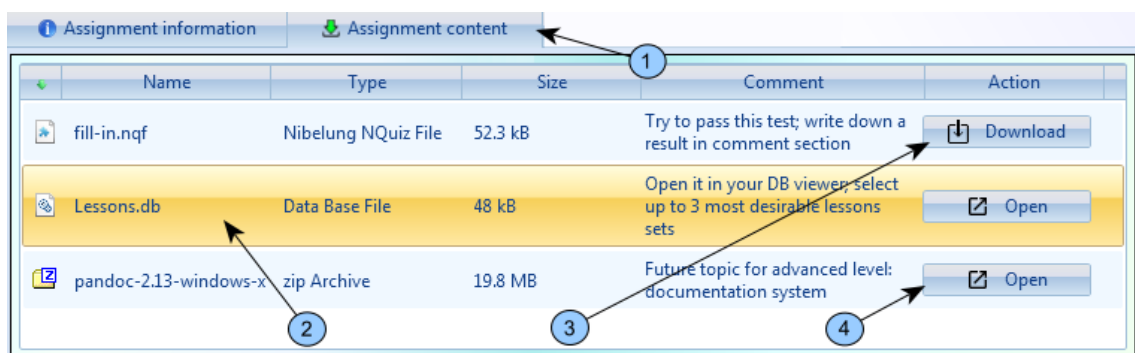 Assignment information
Assignment content
1
Name Type Size Comment Action
fill-in.nqf Nibelung NQuiz File 52.3 kB Try to pass this test; write down a
result in comment section
Download
Lessons.db Data Base File 48 kB Open it in your DB viewer; select
up to 3 most desirable lessons
sets
Open
pandoc-2.13-windows-x zip Archive 19.8 MB Future topic for advanced level:
documentation system
Open
2 3 4